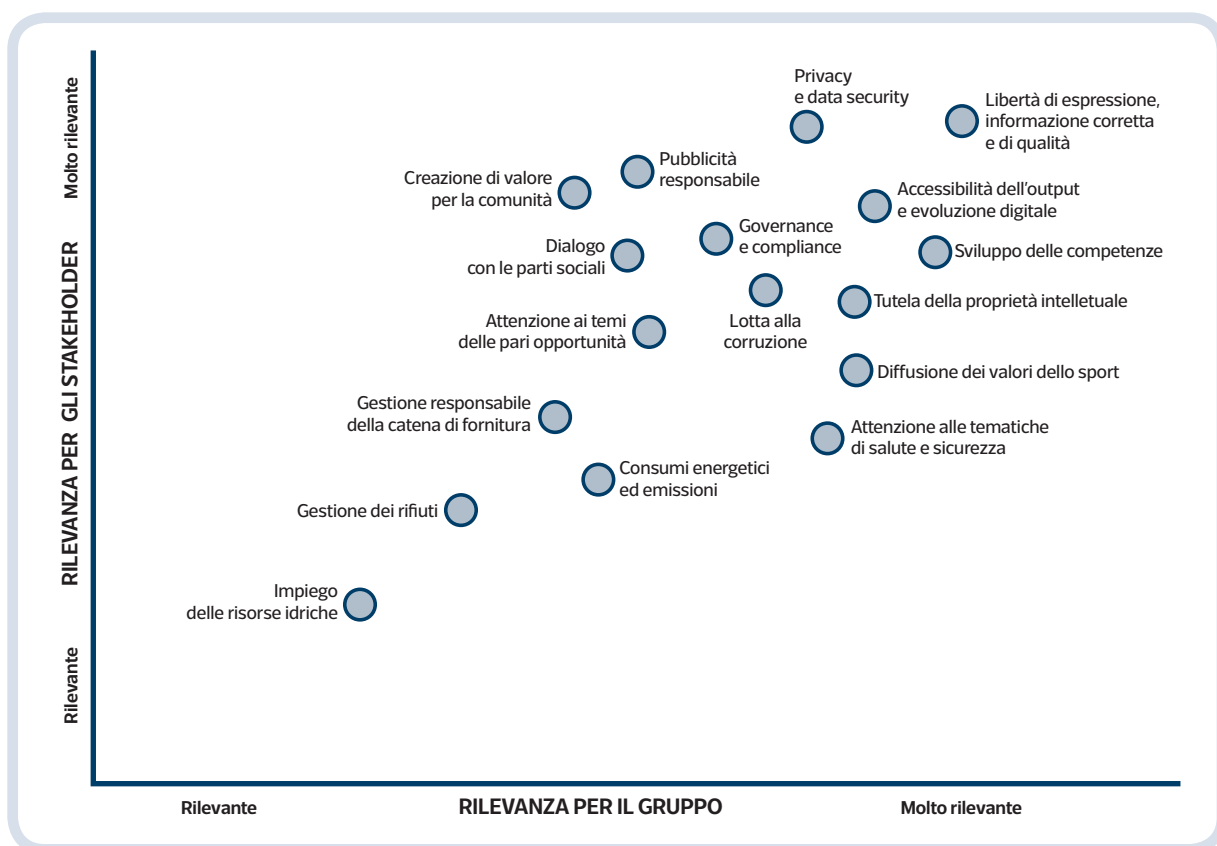 Molto rilevante
RILEVANZA PER GLI STAKEHOLDER
Rilevante
Privacy
e data security
Libertà di espressione,
informazione corretta
e di qualità
Pubblicità
responsabile
Creazione di valore
per la comunità
Accessibilità dell'output
e evoluzione digitale
Governance
e compliance
Dialogo
con le parti sociali
Sviluppo delle competenze
Tutela della proprietà intelletuale
Lotta alla
corruzione
Attenzione ai temi
delle pari opportunità
Diffusione dei valori dello sport
Gestione responsabile
della catena di fornitura
Attenzione alle tematiche
di salute e sicurezza
Consumi energetici
ed emissioni
Gestione dei rifiuti
Impiego
delle risorse idriche
Rilevante
RILEVANZA PER IL GRUPPO
Molto rilevante